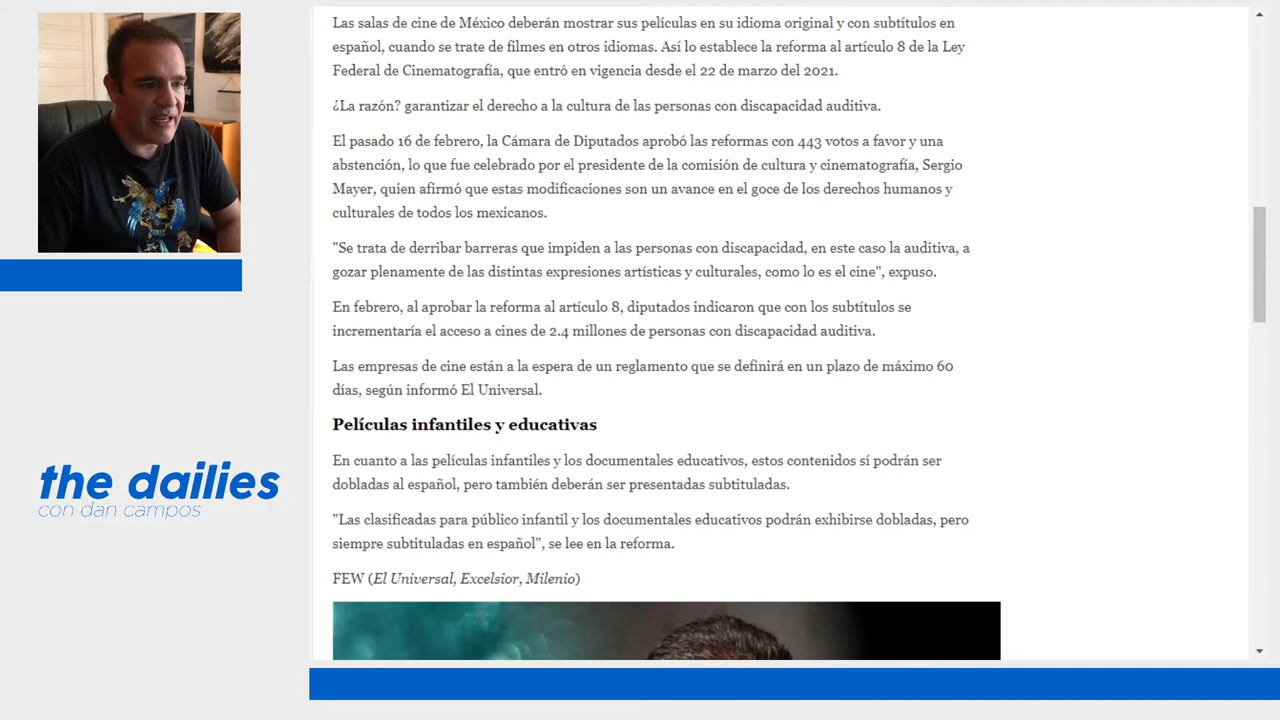 Las salas de cine de México deberán mostrar sus películas en su idioma original y con subtítulos en
español, cuando se trate de filmes en otros idiomas. Así lo establece la reforma al artículo 8 de la Ley
Federal de Cinematografía, que entró en vigencia desde el 22 de marzo del 2021.
¿La razón? garantizar el derecho a la cultura de las personas con discapacidad auditiva.
El pasado 16 de febrero, la Cámara de Diputados aprobó las reformas con 443 votos a favor y una
abstención, lo que fue celebrado por el presidente de la comisión de cultura y cinematografía, Sergio
Mayer, quien afirmó que estas modificaciones son un avance en el goce de los derechos humanos y
culturales de todos los mexicanos.
"Se trata de derribar barreras que impiden a las personas con discapacidad, en este caso la auditiva, a
gozar plenamente de las distintas expresiones artísticas y culturales, como lo es el cine", expuso.
En febrero, al aprobar la reforma al artículo 8, diputados indicaron que con los subtítulos se
incrementaría el acceso a cines de 2.4 millones de personas con discapacidad auditiva.
Las empresas de cine están a la espera de un reglamento que se definirá en un plazo de máximo 60
días, según informó El Universal.
Películas infantiles y educativas
En cuanto a las películas infantiles y los documentales educativos, estos contenidos sí podrán ser
dobladas al español, pero también deberán ser presentadas subtituladas.
"Las clasificadas para público infantil y los documentales educativos podrán exhibirse dobladas, pero
siempre subtituladas en español", se lee en la reforma.
FEW (El Universal, Excelsior, Milenio)
the dailies
con dan campos